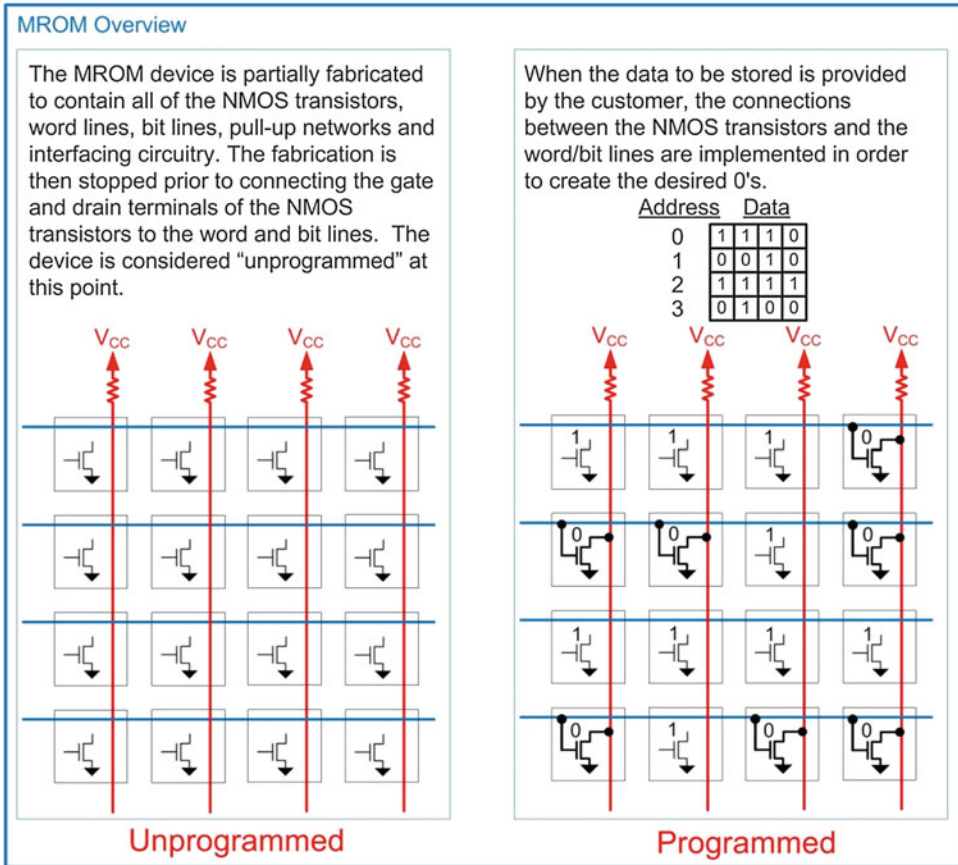 MROM Overview
The MROM device is partially fabricated
to contain all of the NMOS transistors,
word lines, bit lines, pull-up networks and
interfacing circuitry. The fabrication is
then stopped prior to connecting the gate
and drain terminals of the NMOS
transistors to the word and bit lines.  The
device is considered “unprogrammed” at
this point.
VCC VCC VCC VCC
Unprogrammed
When the data to be stored is provided
by the customer, the connections
between the NMOS transistors and the
word/bit lines are implemented in order
to create the desired 0's.
Address Data
0 1 1 1 0
1 0 0 1 0
2 1 1 1 1
3 0 1 0 0
VCC VCC VCC VCC
1 1 1 0
0 0 1 0
1 1 1 1
0 1 0 0
Programmed